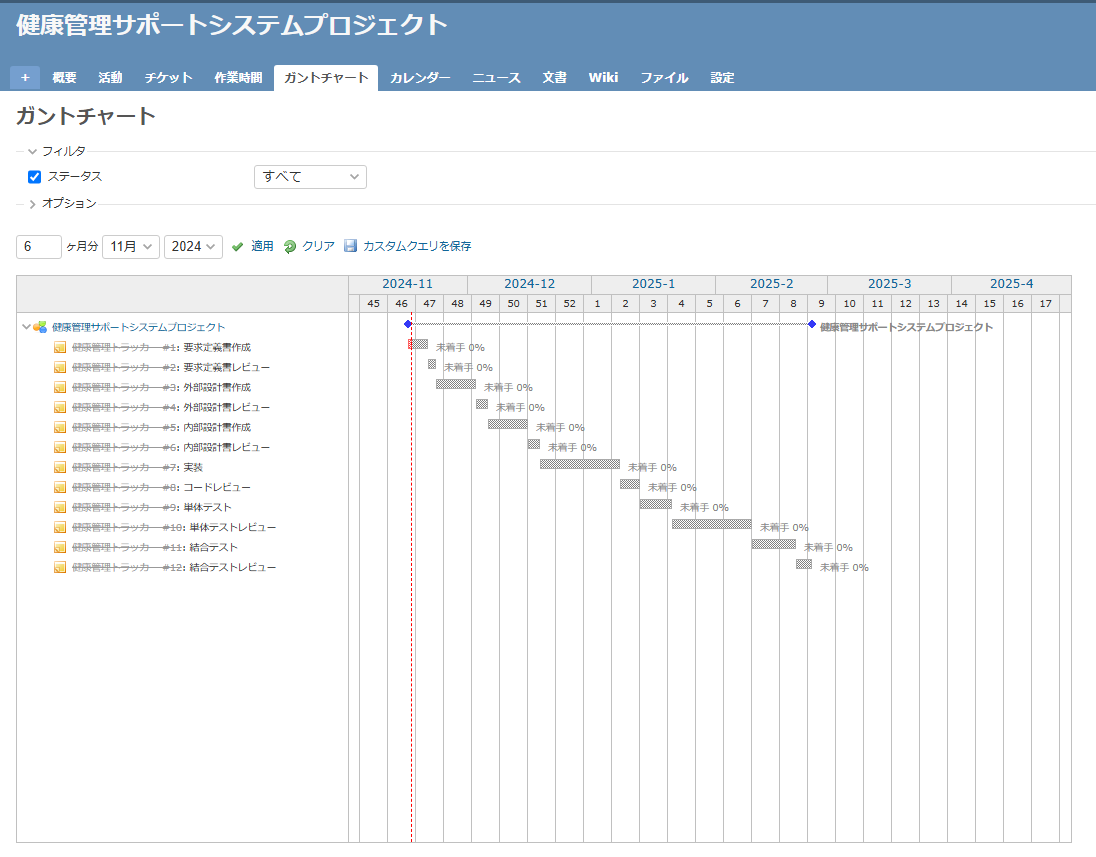 健康管理サポートシステムプロジェクト
+ 概要 活動 チケット 作業時間 ガントチャート カレンダー ニュース 文書 Wiki ファイル 設定
ガントチャート
フィルタ
ステータス すべて
オプション
6 ヶ月分 11月 2024 適用 クリア カスタムクエリを保存
2024-11 2024-12 2025-1 2025-2 2025-3 2025-4
45 46 47 48 49 50 51 52 1 2 3 4 5 6 7 8 9 10 11 12 13 14 15 16 17
健康管理サポートシステムプロジェクト 健康管理サポートシステムプロジェクト
健康管理トラッカー #1: 要求定義書作成 未着手 0%
健康管理トラッカー #2: 要求定義書レビュー 未着手 0%
健康管理トラッカー #3: 外部設計書作成 未着手 0%
健康管理トラッカー #4: 外部設計書レビュー 未着手 0%
健康管理トラッカー #5: 内部設計書作成 未着手 0%
健康管理トラッカー #6: 内部設計書レビュー 未着手 0%
健康管理トラッカー #7: 実装 未着手 0%
健康管理トラッカー #8: コードレビュー 未着手 0%
健康管理トラッカー #9: 単体テスト 未着手 0%
健康管理トラッカー #10: 単体テストレビュー 未着手 0%
健康管理トラッカー #11: 結合テスト 未着手 0%
健康管理トラッカー #12: 結合テストレビュー 未着手 0%